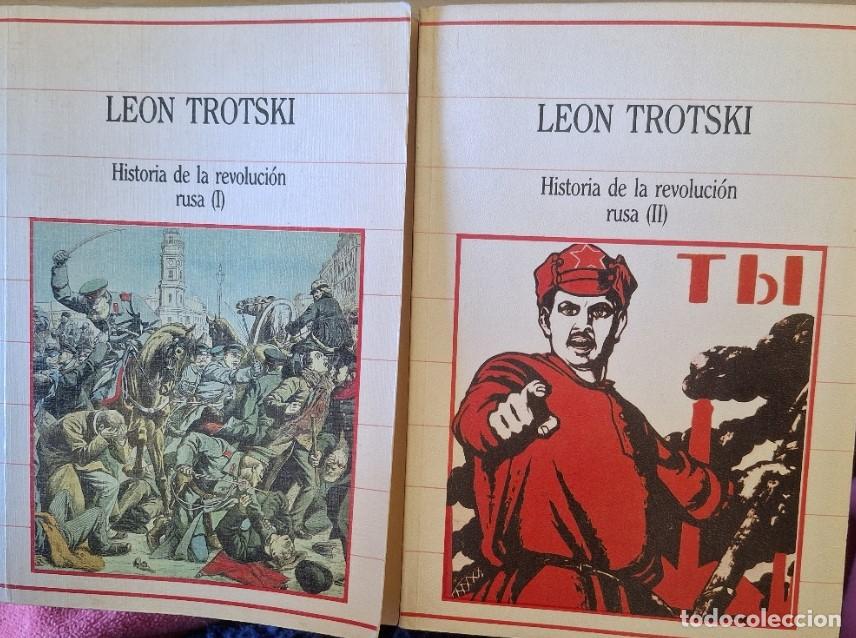 LEON TROTSKI
Historia de la revolución
rusa (I)
LEON TROTSKI
Historia de la revolución
rusa (II)
ТЫ
todocoleccion